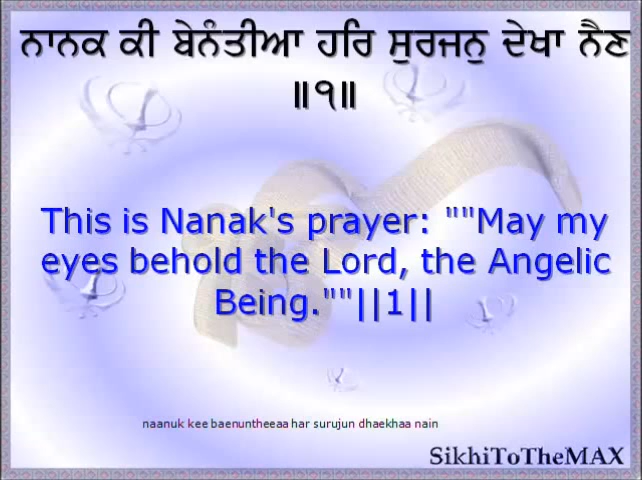 ਨਾਨਕ ਕੀ ਬੇਨੰਤੀਆ ਹਰਿ ਸੁਰਜਨੁ ਦੇਖਾ ਨੈਣ
॥੧॥
This is Nanak's prayer: ""May my
eyes behold the Lord, the Angelic
Being.""||1||
naanuk kee baenuntheeaa har surujun dhaekhaa nain
SikhiToTheMAX